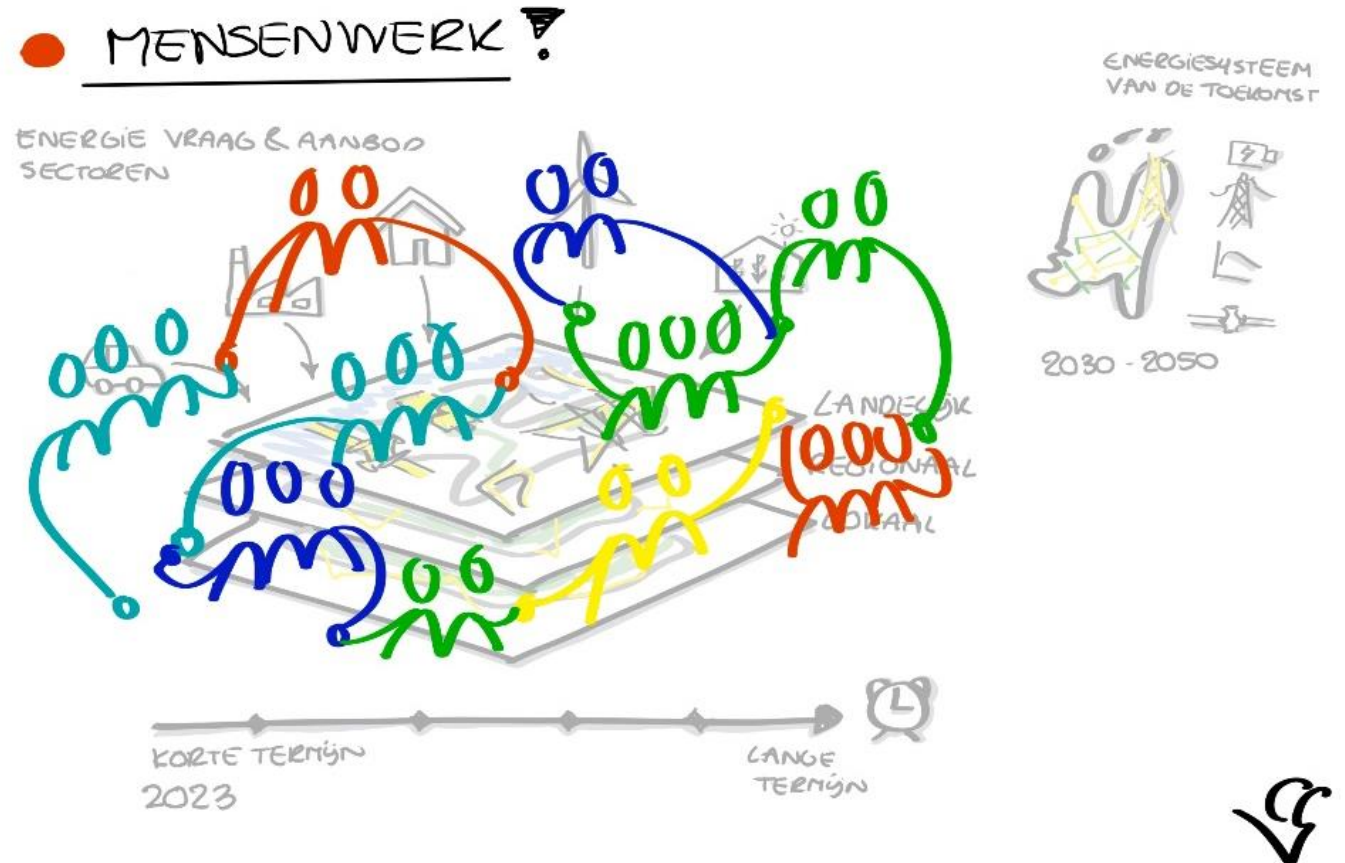 MENSENWERK!
ENERGIE VRAAG & AANBOD
SECTOREN
ENERGIESYSTEEM
VAN DE TOEKOMST
2030 - 2050
LANDELIJK
REGIONAAL
LOKAAL
KORTE TERMIJN
2023
LANGE
TERMIJN